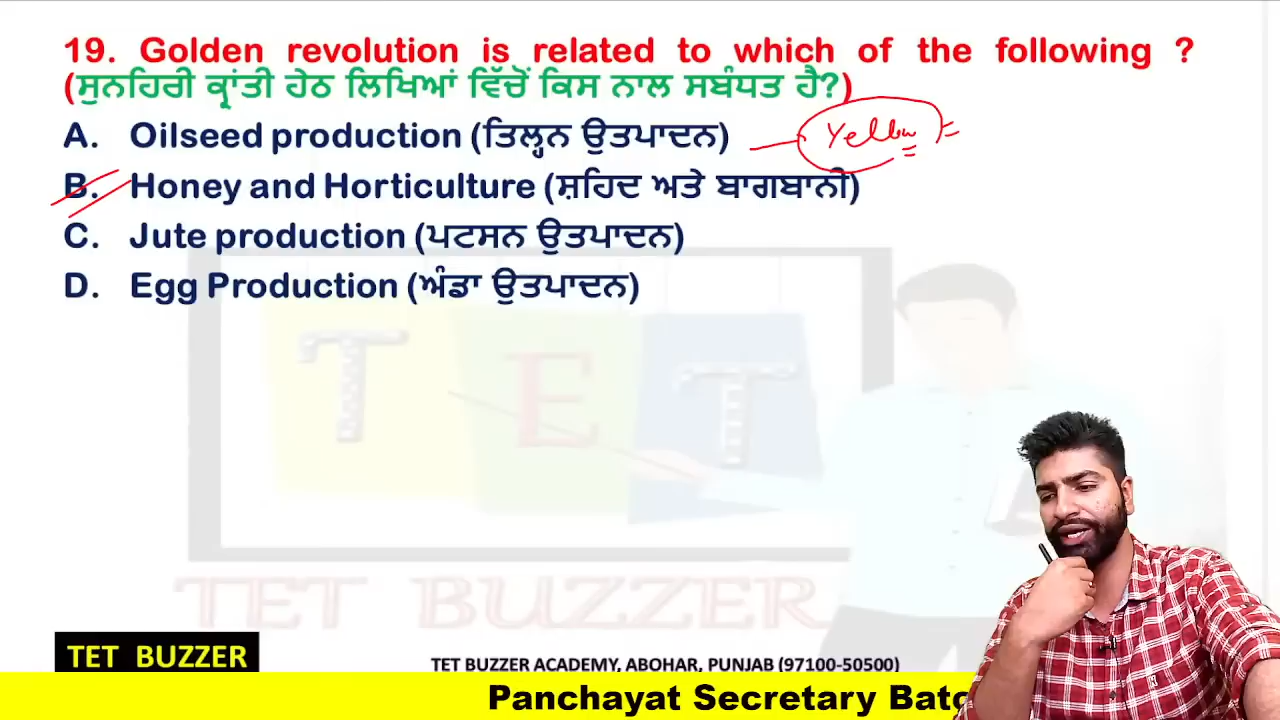 19. Golden revolution is related to which of the following ?
(ਸੁਨਹਿਰੀ ਕ੍ਰਾਂਤੀ ਹੇਠ ਲਿਖਿਆਂ ਵਿੱਚੋਂ ਕਿਸ ਨਾਲ ਸਬੰਧਤ ਹੈ?)
A. Oilseed production (ਤਿਲ੍ਹਨ ਉਤਪਾਦਨ) Yellow
B. Honey and Horticulture (ਸ਼ਹਿਦ ਅਤੇ ਬਾਗਬਾਨੀ)
C. Jute production (ਪਟਸਨ ਉਤਪਾਦਨ)
D. Egg Production (ਅੰਡਾ ਉਤਪਾਦਨ)
T E T
TET BUZZER
TET BUZZER
TET BUZZER ACADEMY, ABOHAR, PUNJAB (97100-50500)
Panchayat Secretary Batc